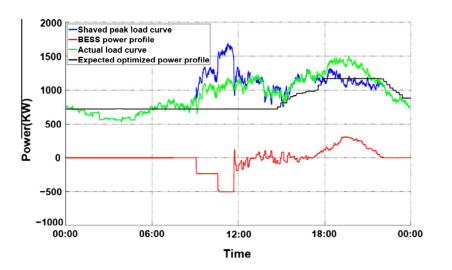 2000
1500
1000
500
0
−500
−1000
Power(KW)
Shaved peak load curve
BESS power profile
Actual load curve
Expected optimized power profile
00:00 06:00 12:00 18:00 00:00
Time